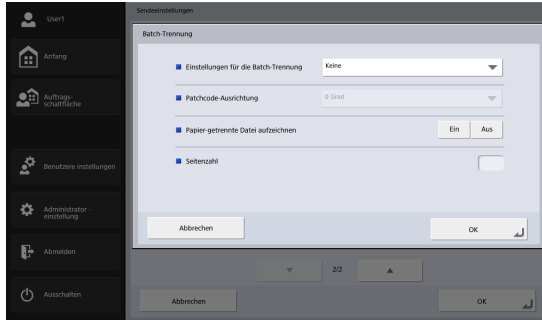 User1
Anfang
Auftrags-
schaltfläche
Benutzere instellungen
Administrator -
einstellung
Abmelden
Ausschalten
Sendeeinstellungen
Batch-Trennung
Einstellungen für die Batch-Trennung
Keine
Patchcode-Ausrichtung
0 Grad
Papier-getrennte Datei aufzeichnen
Ein
Aus
Seitenzahl
Abbrechen
OK
2/2
Abbrechen
OK